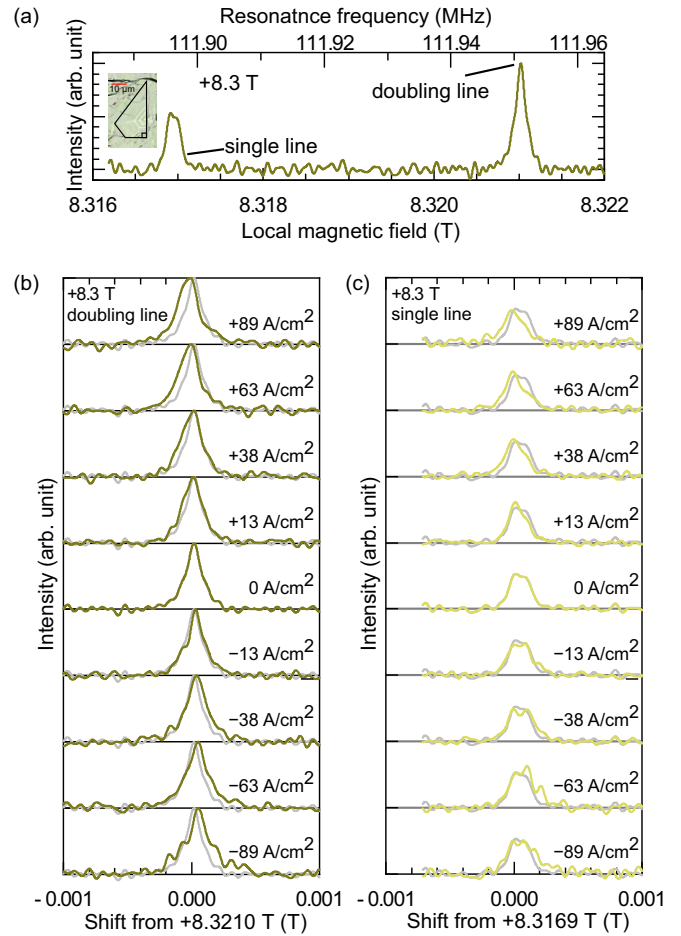 (a)
Resonatnce frequency (MHz)
111.90 111.92 111.94 111.96
Intensity (arb. unit)
10 µm
+8.3 T
doubling line
single line
8.316 8.318 8.320 8.322
Local magnetic field (T)
(b)
+8.3 T
doubling line
+89 A/cm²
+63 A/cm²
+38 A/cm²
+13 A/cm²
0 A/cm²
−13 A/cm²
−38 A/cm²
−63 A/cm²
−89 A/cm²
Intensity (arb. unit)
- 0.001 0.000 0.001
Shift from +8.3210 T (T)
(c)
+8.3 T
single line
+89 A/cm²
+63 A/cm²
+38 A/cm²
+13 A/cm²
0 A/cm²
−13 A/cm²
−38 A/cm²
−63 A/cm²
−89 A/cm²
Intensity (arb. unit)
- 0.001 0.000 0.001
Shift from +8.3169 T (T)